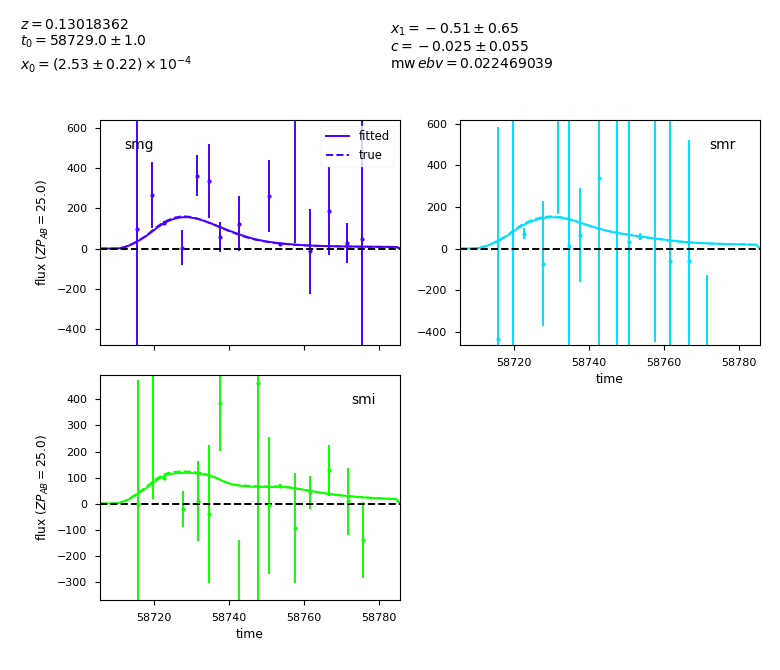 z = 0.13018362
t₀ = 58729.0 ± 1.0
x₀ = (2.53 ± 0.22) × 10⁻⁴
x₁ = −0.51 ± 0.65
c = −0.025 ± 0.055
mw ebv = 0.022469039
smg
fitted
true
600
400
200
0
−200
−400
flux (ZP_AB = 25.0)
smr
600
400
200
0
−200
−400
58720 58740 58760 58780
time
smi
400
300
200
100
0
−100
−200
−300
flux (ZP_AB = 25.0)
58720 58740 58760 58780
time